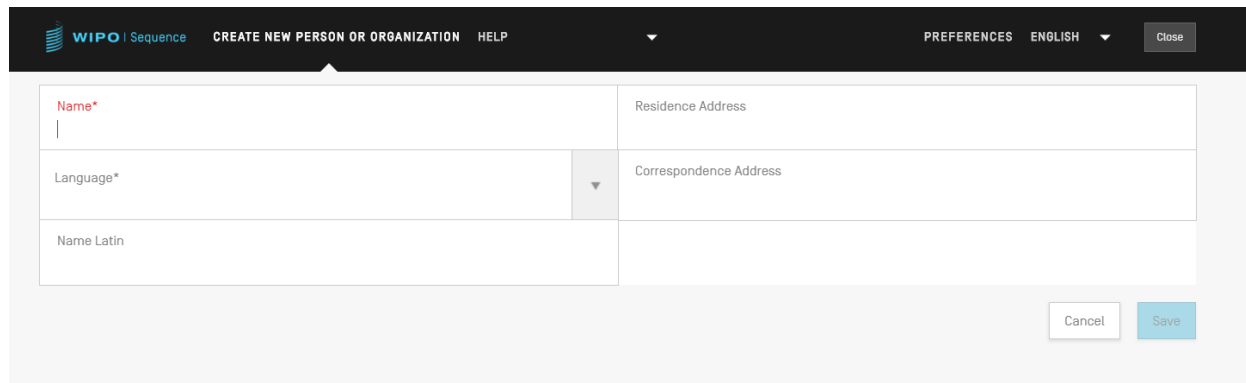 WIPO | Sequence CREATE NEW PERSON OR ORGANIZATION HELP PREFERENCES ENGLISH Close
Name* Residence Address
Language* Correspondence Address
Name Latin
Cancel Save